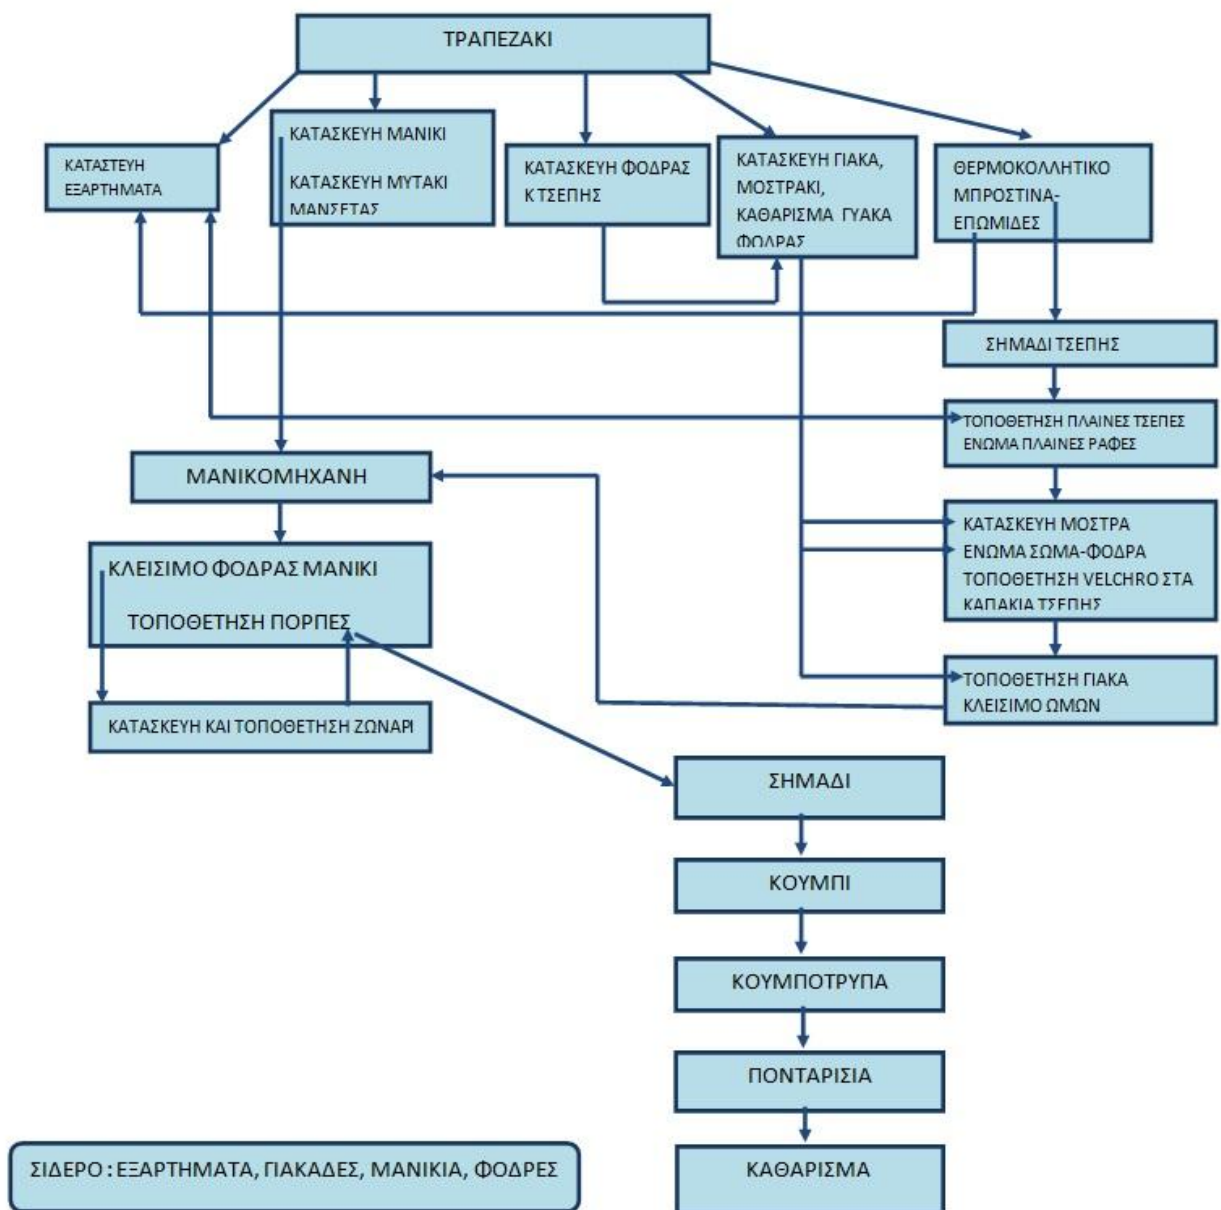 ΤΡΑΠΕΖΑΚΙ
ΚΑΤΑΣΤΕΥΗ
ΕΞΑΡΤΗΜΑΤΑ
ΚΑΤΑΣΚΕΥΗ ΜΑΝΙΚΙ
ΚΑΤΑΣΚΕΥΗ ΜΥΤΑΚΙ
ΜΑΝΣΕΤΑΣ
ΚΑΤΑΣΚΕΥΗ ΦΟΔΡΑΣ
Κ ΤΣΕΠΗΣ
ΚΑΤΑΣΚΕΥΗ ΓΙΑΚΑ,
ΜΟΣΤΡΑΚΙ,
ΚΑΘΑΡΙΣΜΑ ΓΥΑΚΑ
ΦΟΔΡΑΣ
ΘΕΡΜΟΚΟΛΛΗΤΙΚΟ
ΜΠΡΟΣΤΙΝΑ-
ΕΠΩΜΙΔΕΣ
ΣΗΜΑΔΙ ΤΣΕΠΗΣ
ΤΟΠΟΘΕΤΗΣΗ ΠΛΑΙΝΕΣ ΤΣΕΠΕΣ
ΕΝΩΜΑ ΠΛΑΙΝΕΣ ΡΑΦΕΣ
ΜΑΝΙΚΟΜΗΧΑΝΗ
ΚΑΤΑΣΚΕΥΗ ΜΟΣΤΡΑ
ΕΝΩΜΑ ΣΩΜΑ-ΦΟΔΡΑ
ΤΟΠΟΘΕΤΗΣΗ VELCHRO ΣΤΑ
ΚΑΠΑΚΙΑ ΤΣΕΠΗΣ
ΚΛΕΙΣΙΜΟ ΦΟΔΡΑΣ ΜΑΝΙΚΙ
ΤΟΠΟΘΕΤΗΣΗ ΠΟΡΠΕΣ
ΤΟΠΟΘΕΤΗΣΗ ΓΙΑΚΑ
ΚΛΕΙΣΙΜΟ ΩΜΩΝ
ΚΑΤΑΣΚΕΥΗ ΚΑΙ ΤΟΠΟΘΕΤΗΣΗ ΖΩΝΑΡΙ
ΣΗΜΑΔΙ
ΚΟΥΜΠΙ
ΚΟΥΜΠΟΤΡΥΠΑ
ΠΟΝΤΑΡΙΣΙΑ
ΚΑΘΑΡΙΣΜΑ
ΣΙΔΕΡΟ : ΕΞΑΡΤΗΜΑΤΑ, ΓΙΑΚΑΔΕΣ, ΜΑΝΙΚΙΑ, ΦΟΔΡΕΣ